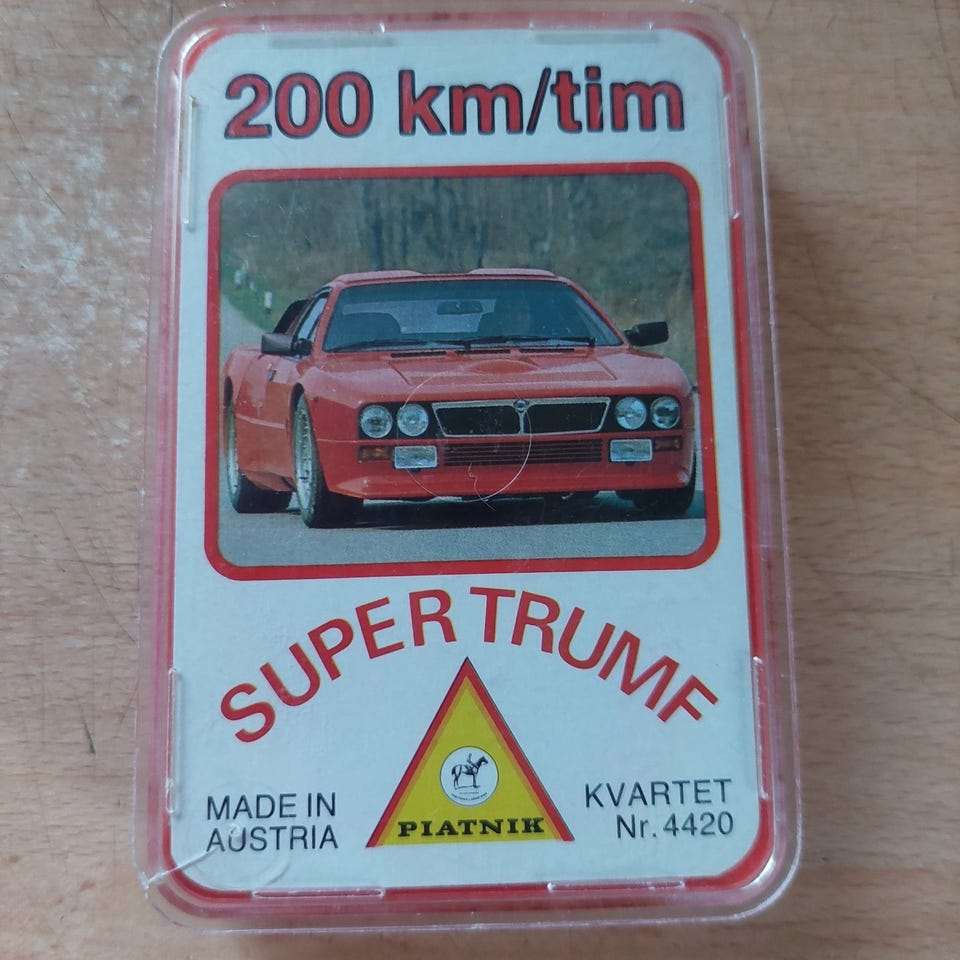 200 km/tim
SUPER TRUMF
MADE IN
AUSTRIA
PIATNIK
KVARTET
Nr. 4420